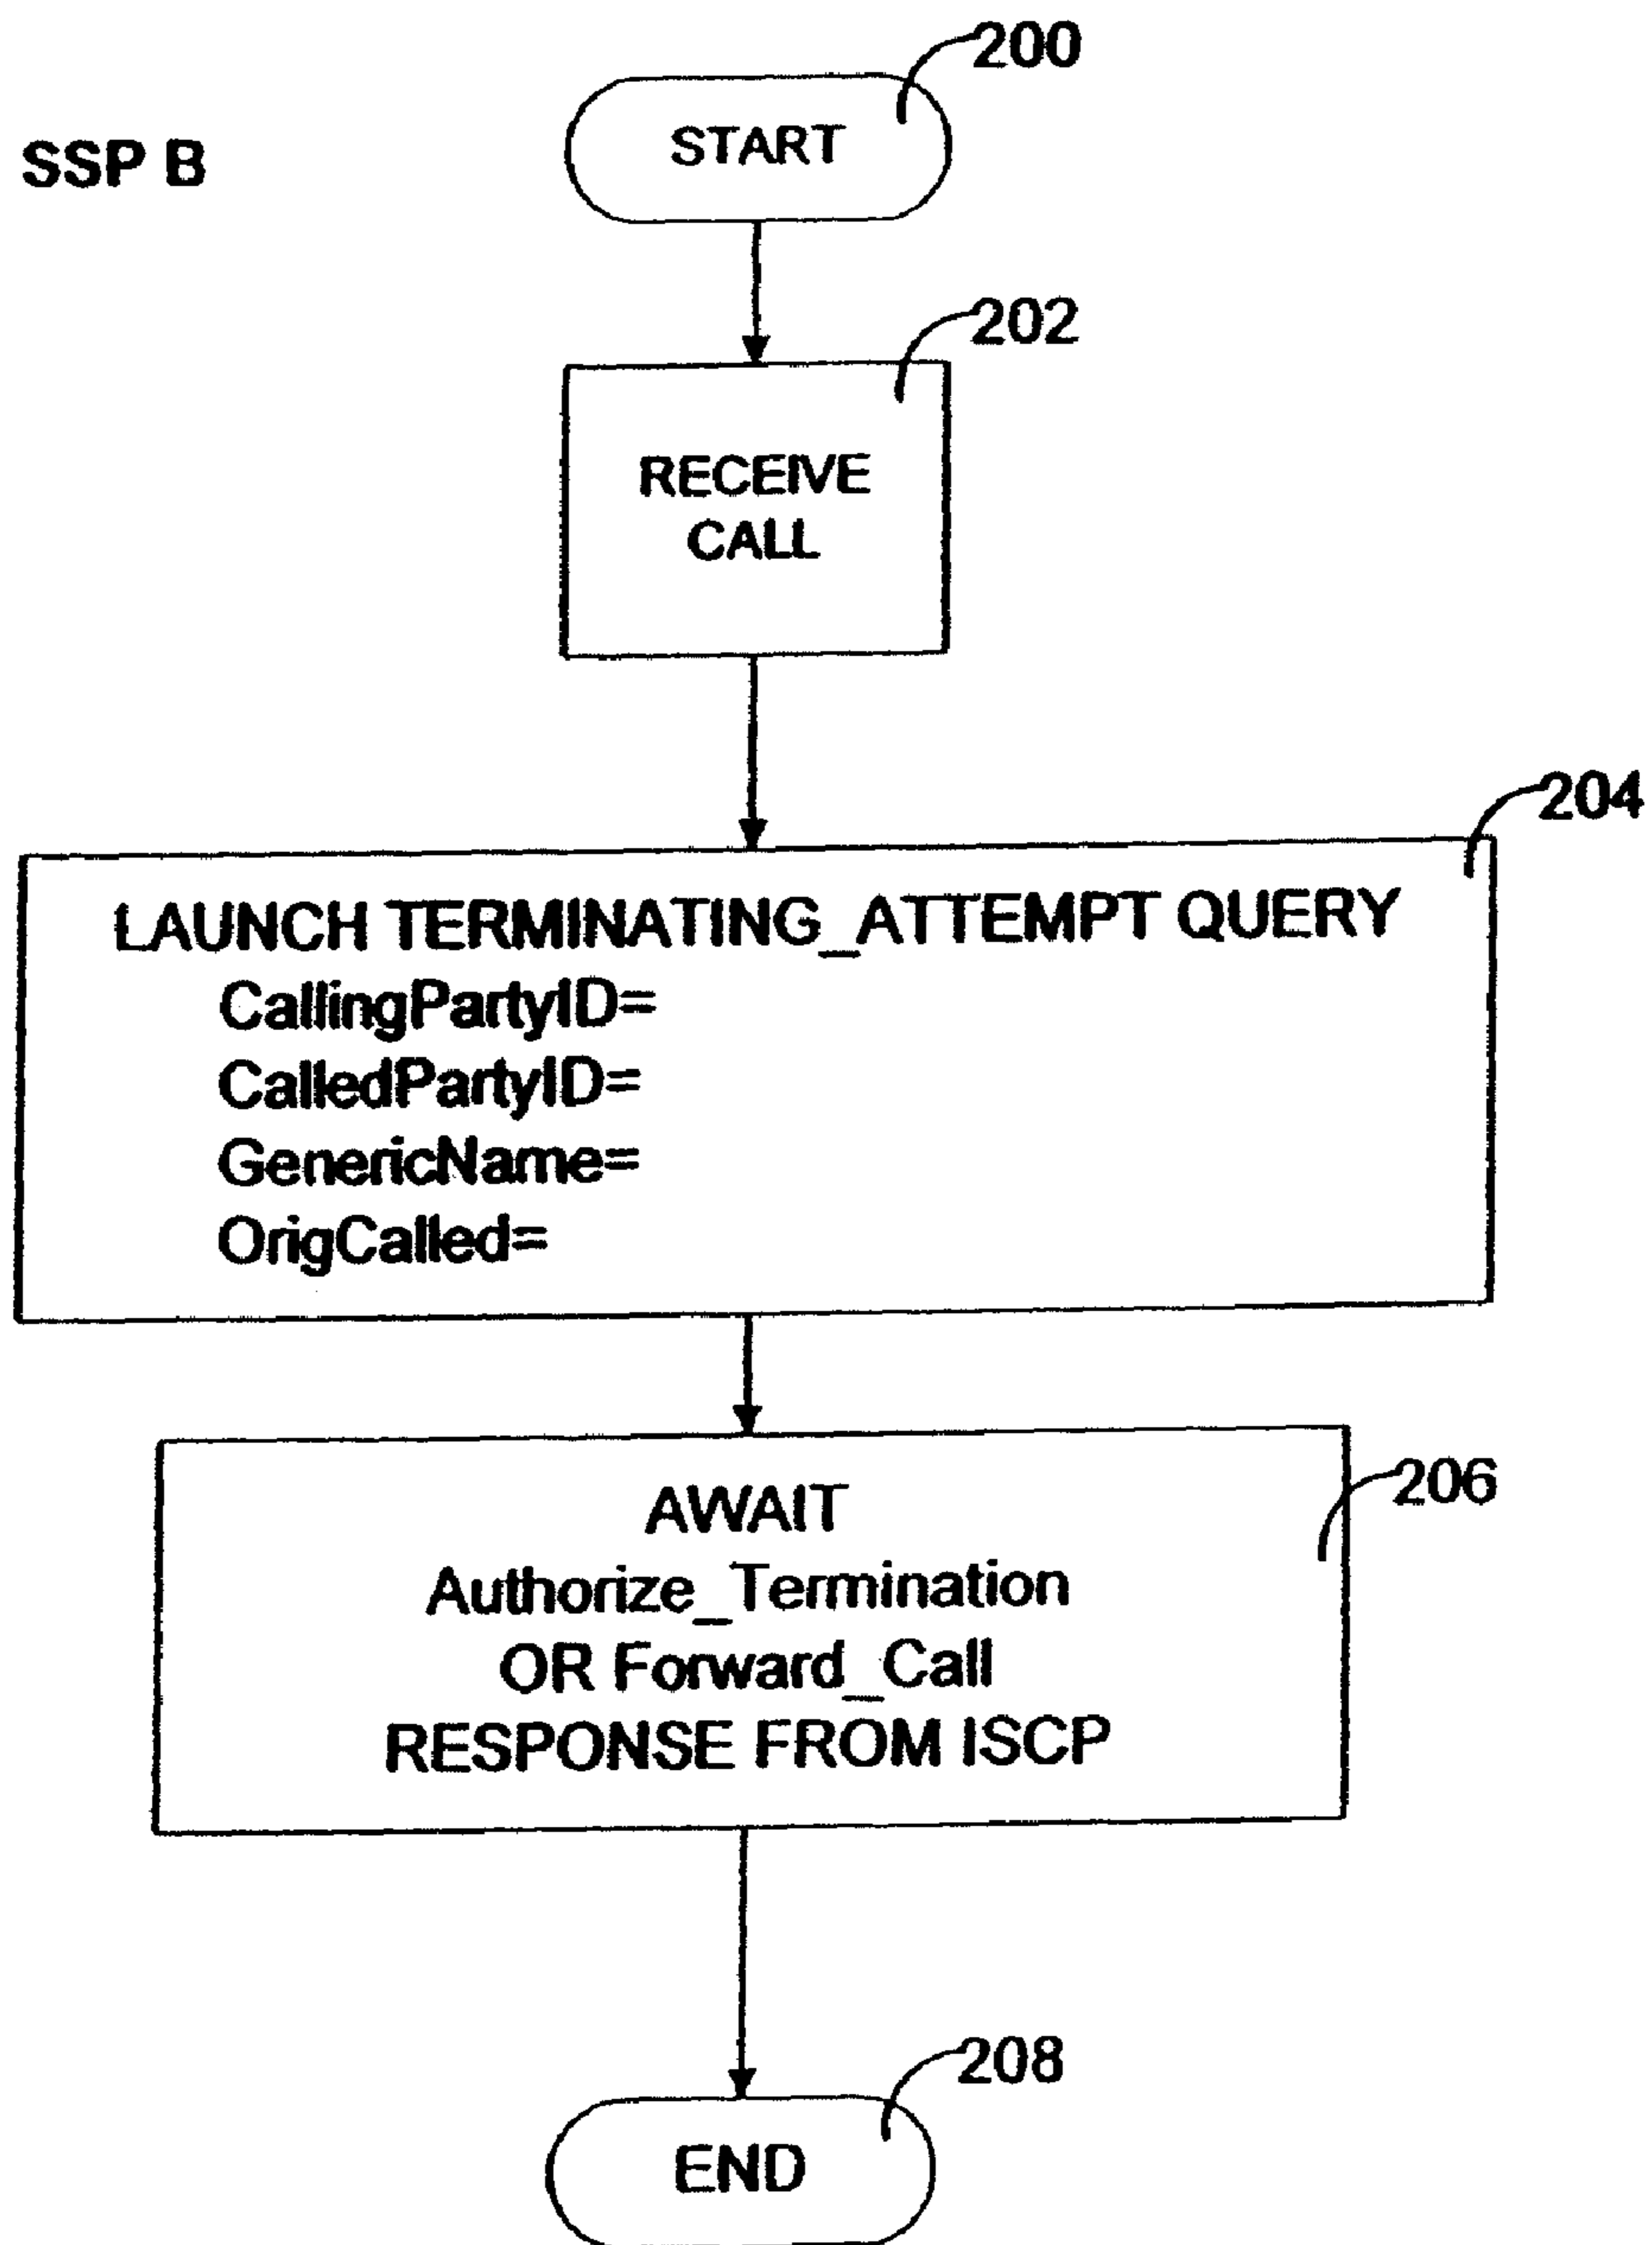 200
SSP B
START
202
RECEIVE
CALL
204
LAUNCH TERMINATING_ATTEMPT QUERY
CallingPartyID=
CalledPartyID=
GenericName=
OrigCalled=
206
AWAIT
Authorize_Termination
OR Forward_Call
RESPONSE FROM ISCP
208
END